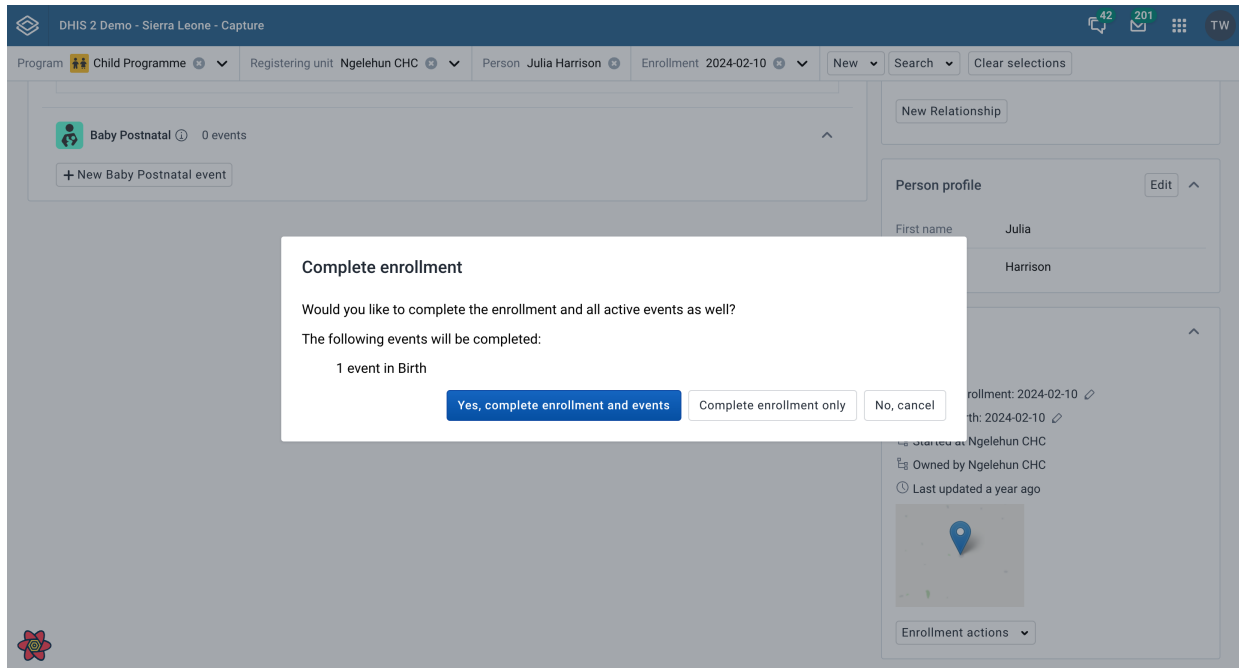 DHIS 2 Demo - Sierra Leone - Capture
42
201
TW
Program Child Programme
Registering unit Ngelehun CHC
Person Julia Harrison
Enrollment 2024-02-10
New
Search
Clear selections
New Relationship
Baby Postnatal 0 events
+ New Baby Postnatal event
Person profile
Edit
First name Julia
Harrison
Complete enrollment
Would you like to complete the enrollment and all active events as well?
The following events will be completed:
1 event in Birth
Yes, complete enrollment and events
Complete enrollment only
No, cancel
rollment: 2024-02-10
rth: 2024-02-10
Started at Ngelehun CHC
Owned by Ngelehun CHC
Last updated a year ago
Enrollment actions